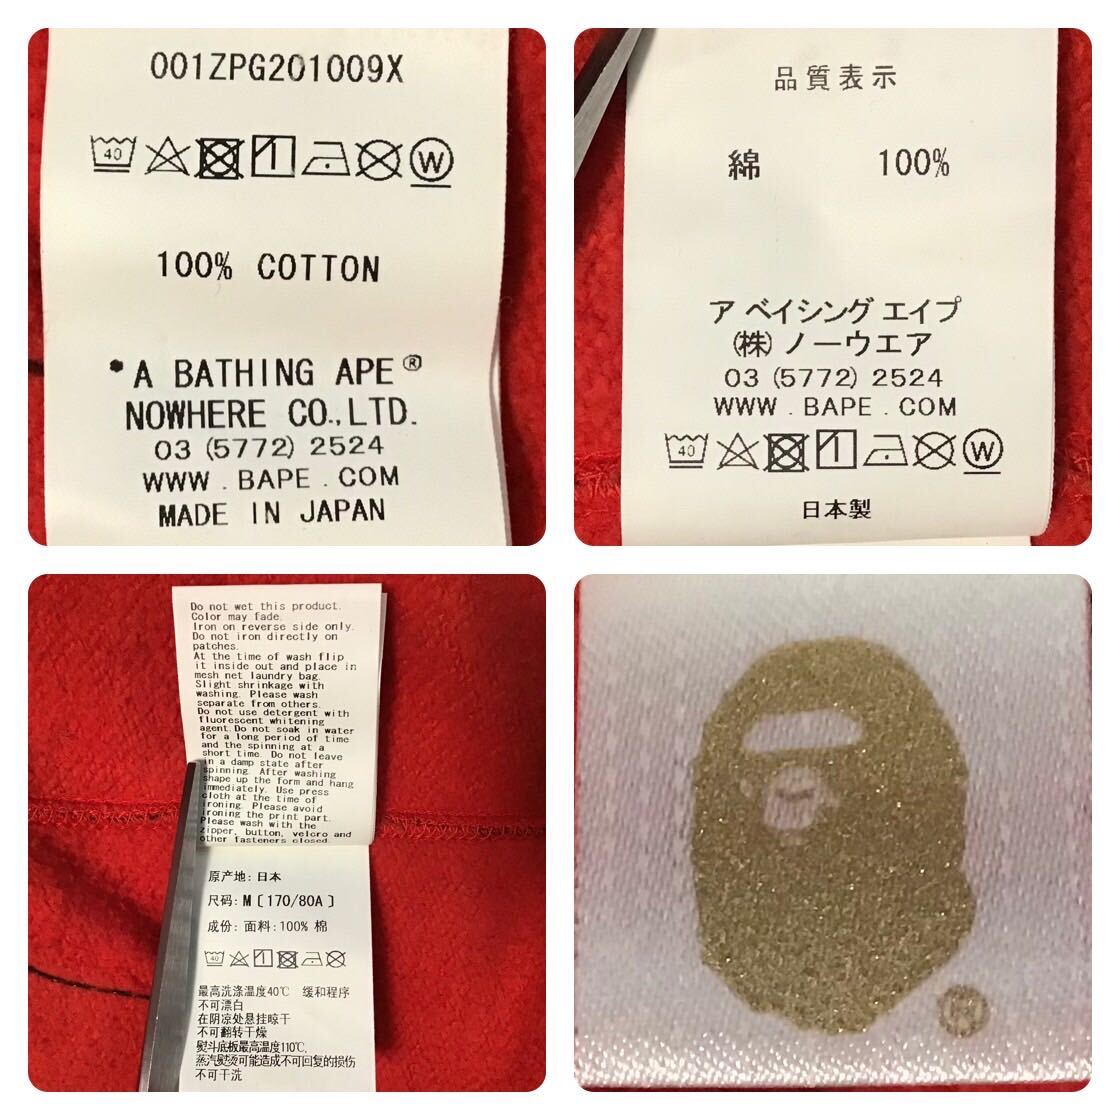 001ZPG201009X
40 W
100% COTTON
*A BATHING APE®
NOWHERE CO.,LTD.
03 (5772) 2524
WWW . BAPE . COM
MADE IN JAPAN
品質表示
綿 100%
ア ベイシング エイプ
(株) ノーウエア
03 (5772) 2524
WWW . BAPE . COM
40 W
日本製
Do not wet this product.
Color may fade.
Iron on reverse side only.
Do not iron directly on
patches.
At the time of wash flip
it inside out and place in
mesh net laundry bag.
Slight shrinkage with
washing. Please wash
separate from others.
Do not use detergent with
fluorescent whitening
agent.Do not soak in water
for a long period of time
and the spinning at a
short time. Do not leave
in a damp state after
spinning. After washing
shape up the form and hang
immediately. Use press
cloth at the time of
ironing. Please avoid
ironing the print part.
Please wash with the
zipper, button, velcro and
other fasteners closed.
原产地: 日本
尺码: M [170/80A]
成份: 面料: 100% 棉
40
最高洗涤温度40℃ 缓和程序
不可漂白
在阴凉处悬挂晾干
不可翻转干燥
熨斗底板最高温度110℃,
蒸汽熨烫可能造成不可回复的损伤
不可干洗